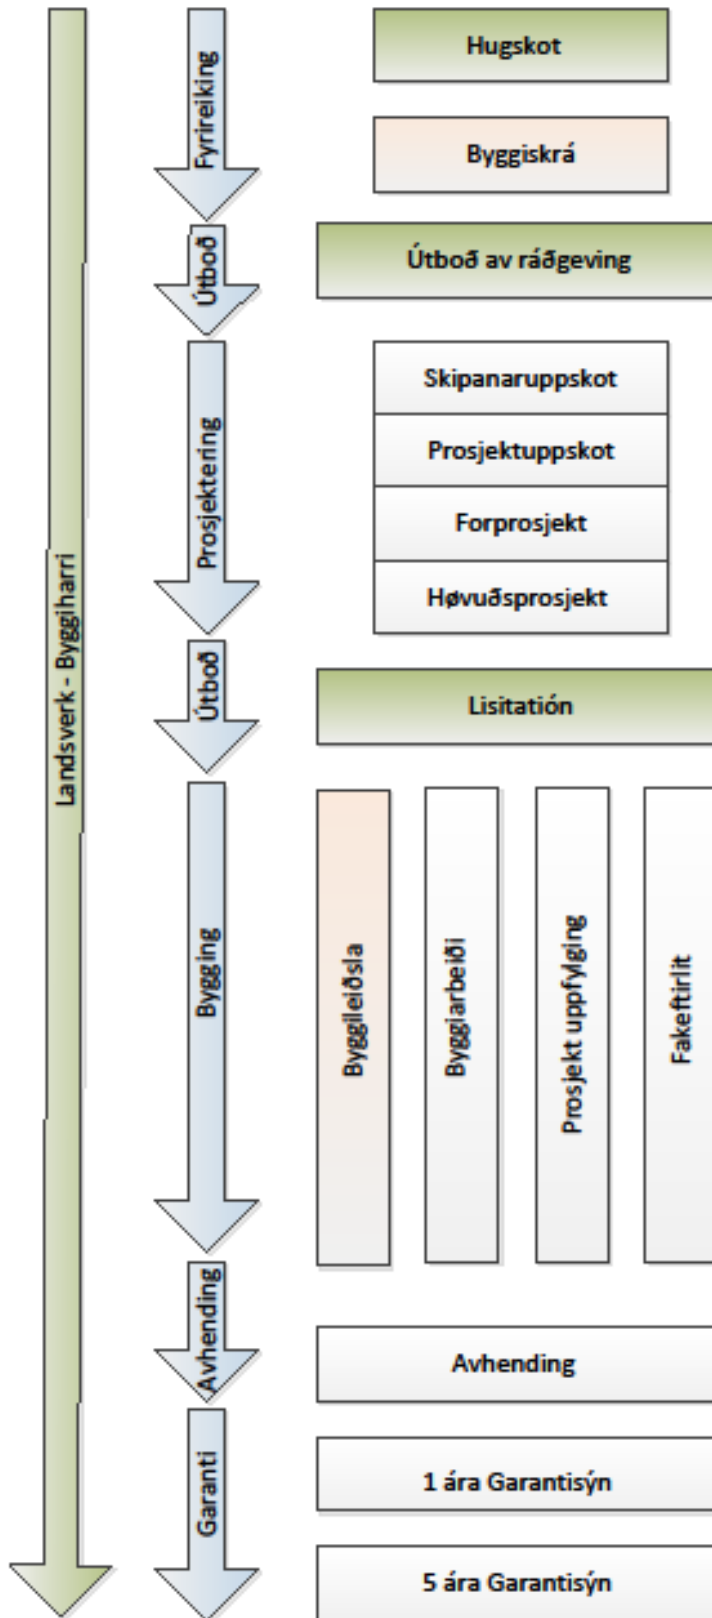 Landsverk - Byggiharri
Fyrireiking
Hugskot
Byggiskrá
Útboð
Útboð av ráðgeving
Prosjektering
Skipanaruppskot
Prosjektuppskot
Forprosjekt
Høvuðsprosjekt
Útboð
Lisitatión
Bygging
Byggileiðsla
Byggiarbeiði
Prosjekt uppfylging
Fakeftirlit
Avhending
Avhending
Garanti
1 ára Garantisýn
5 ára Garantisýn